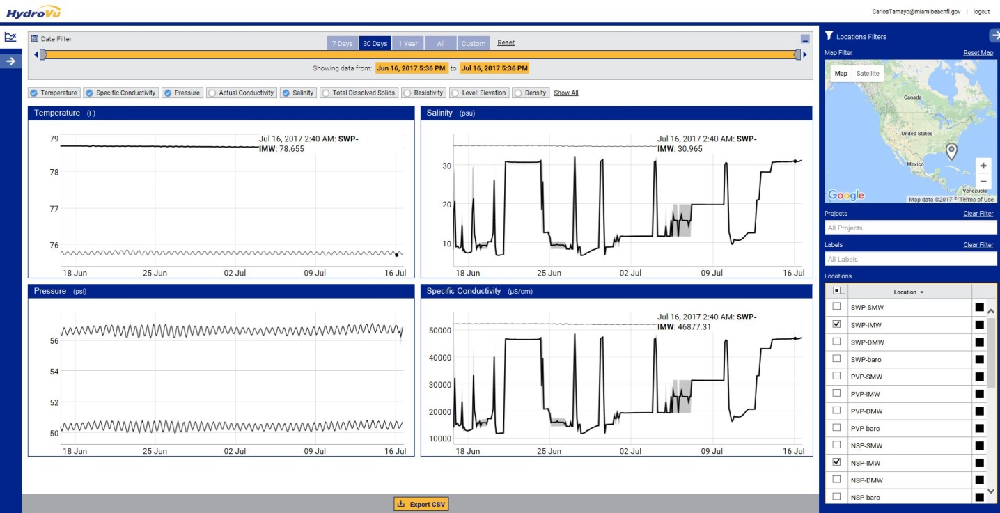 HydroVu
CarlosTamayo@miamibeachfl.gov | logout
Date Filter
7 Days 30 Days 1 Year All Custom Reset
Showing data from: Jun 16, 2017 5:36 PM to Jul 16, 2017 5:36 PM
Temperature Specific Conductivity Pressure Actual Conductivity Salinity Total Dissolved Solids Resistivity Level: Elevation Density Show All
Temperature (F)
Jul 16, 2017 2:40 AM: SWP-
IMW: 78.655
79
78
77
76
18 Jun 25 Jun 02 Jul 09 Jul 16 Jul
Salinity (psu)
Jul 16, 2017 2:40 AM: SWP-
IMW: 30.965
30
20
10
18 Jun 25 Jun 02 Jul 09 Jul 16 Jul
Pressure (psi)
56
54
52
50
18 Jun 25 Jun 02 Jul 09 Jul 16 Jul
Specific Conductivity (µS/cm)
Jul 16, 2017 2:40 AM: SWP-
IMW: 46877.31
50000
40000
30000
20000
10000
18 Jun 25 Jun 02 Jul 09 Jul 16 Jul
Export CSV
Locations Filters
Map Filter Reset Map
Map Satellite
Canada
United States
Mexico
Venezuela
Google
Map data ©2017 Terms of Use
Projects Clear Filter
All Projects
Labels Clear Filter
All Labels
Locations
Location
SWP-SMW
SWP-IMW
SWP-DMW
SWP-baro
PVP-SMW
PVP-IMW
PVP-DMW
PVP-baro
NSP-SMW
NSP-IMW
NSP-DMW
NSP-baro